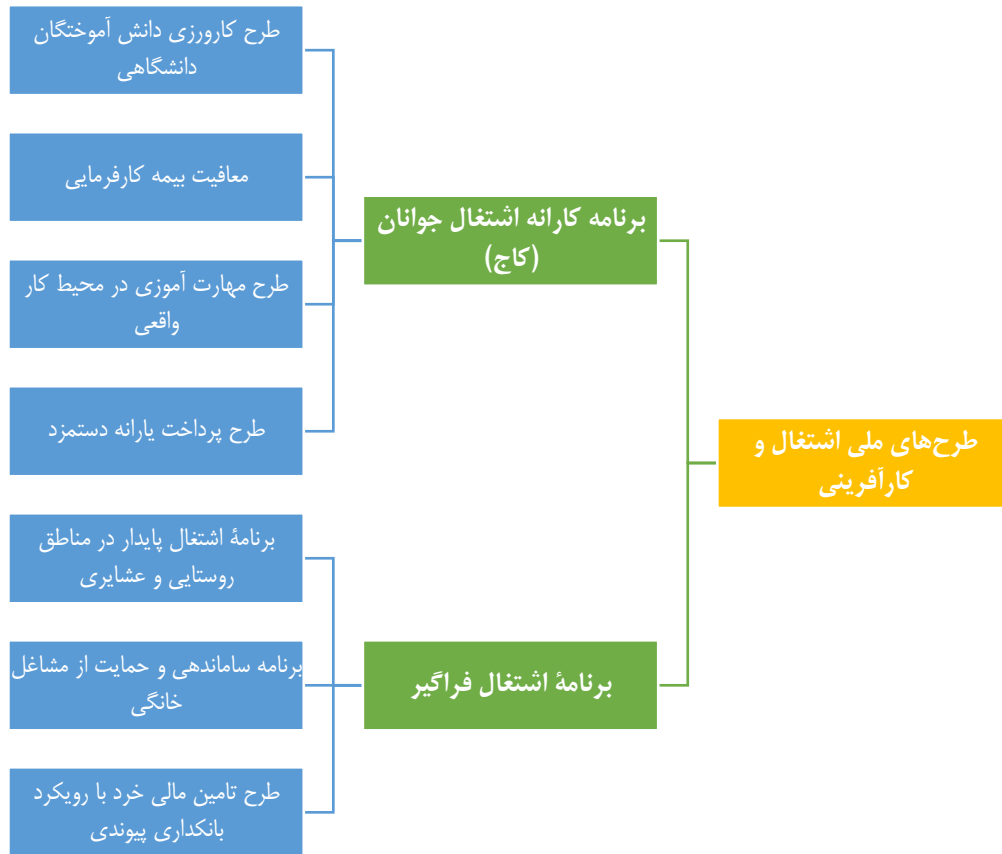 طرح‌های ملی اشتغال و
کارآفرینی
برنامه کارانه اشتغال جوانان
(کاج)
طرح کارورزی دانش آموختگان
دانشگاهی
معافیت بیمه کارفرمایی
طرح مهارت آموزی در محیط کار
واقعی
طرح پرداخت یارانه دستمزد
برنامهٔ اشتغال فراگیر
برنامهٔ اشتغال پایدار در مناطق
روستایی و عشایری
برنامه ساماندهی و حمایت از مشاغل
خانگی
طرح تامین مالی خرد با رویکرد
بانکداری پیوندی